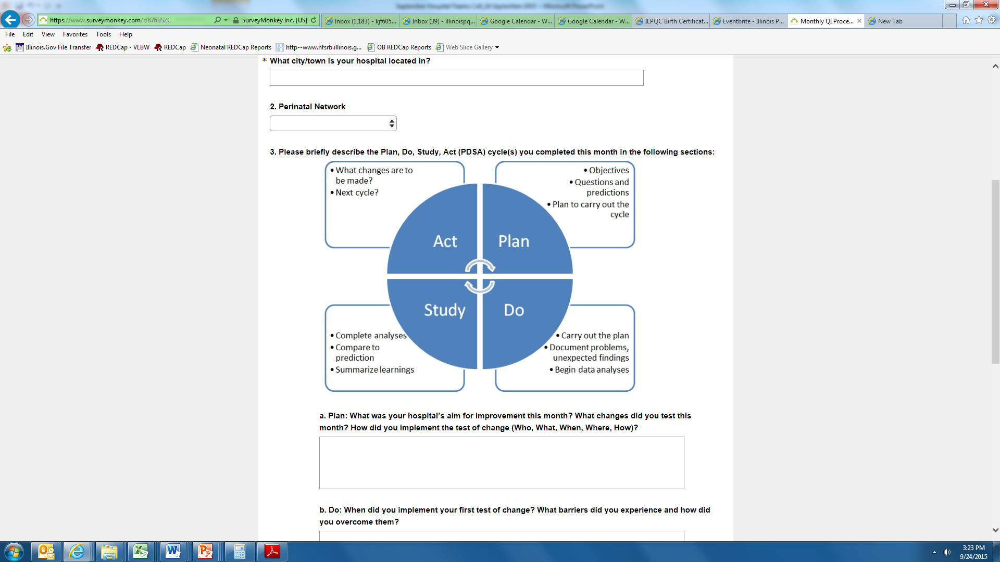 September Hospital Teams Call_28 September 2015 - Microsoft PowerPoint
https://www.surveymonkey.com/r/876BS2C
SurveyMonkey Inc. [US]
Inbox (1,183) - kjf605...
Inbox (39) - illinoispq...
Google Calendar - W...
Google Calendar - W...
ILPQC Birth Certificat...
Eventbrite - Illinois P...
Monthly QI Proce...
New Tab
File Edit View Favorites Tools Help
Illinois.Gov File Transfer
REDCap - VLBW
REDCap
Neonatal REDCap Reports
http--www.hfsrb.illinois.g...
OB REDCap Reports
Web Slice Gallery
* What city/town is your hospital located in?
2. Perinatal Network
3. Please briefly describe the Plan, Do, Study, Act (PDSA) cycle(s) you completed this month in the following sections:
• What changes are to
be made?
• Next cycle?
• Objectives
• Questions and
predictions
• Plan to carry out the
cycle
Act
Plan
Study
Do
• Complete analyses
• Compare to
prediction
• Summarize learnings
• Carry out the plan
• Document problems,
unexpected findings
• Begin data analyses
a. Plan: What was your hospital’s aim for improvement this month? What changes did you test this
month? How did you implement the test of change (Who, What, When, Where, How)?
b. Do: When did you implement your first test of change? What barriers did you experience and how did
you overcome them?
3:23 PM
9/24/2015